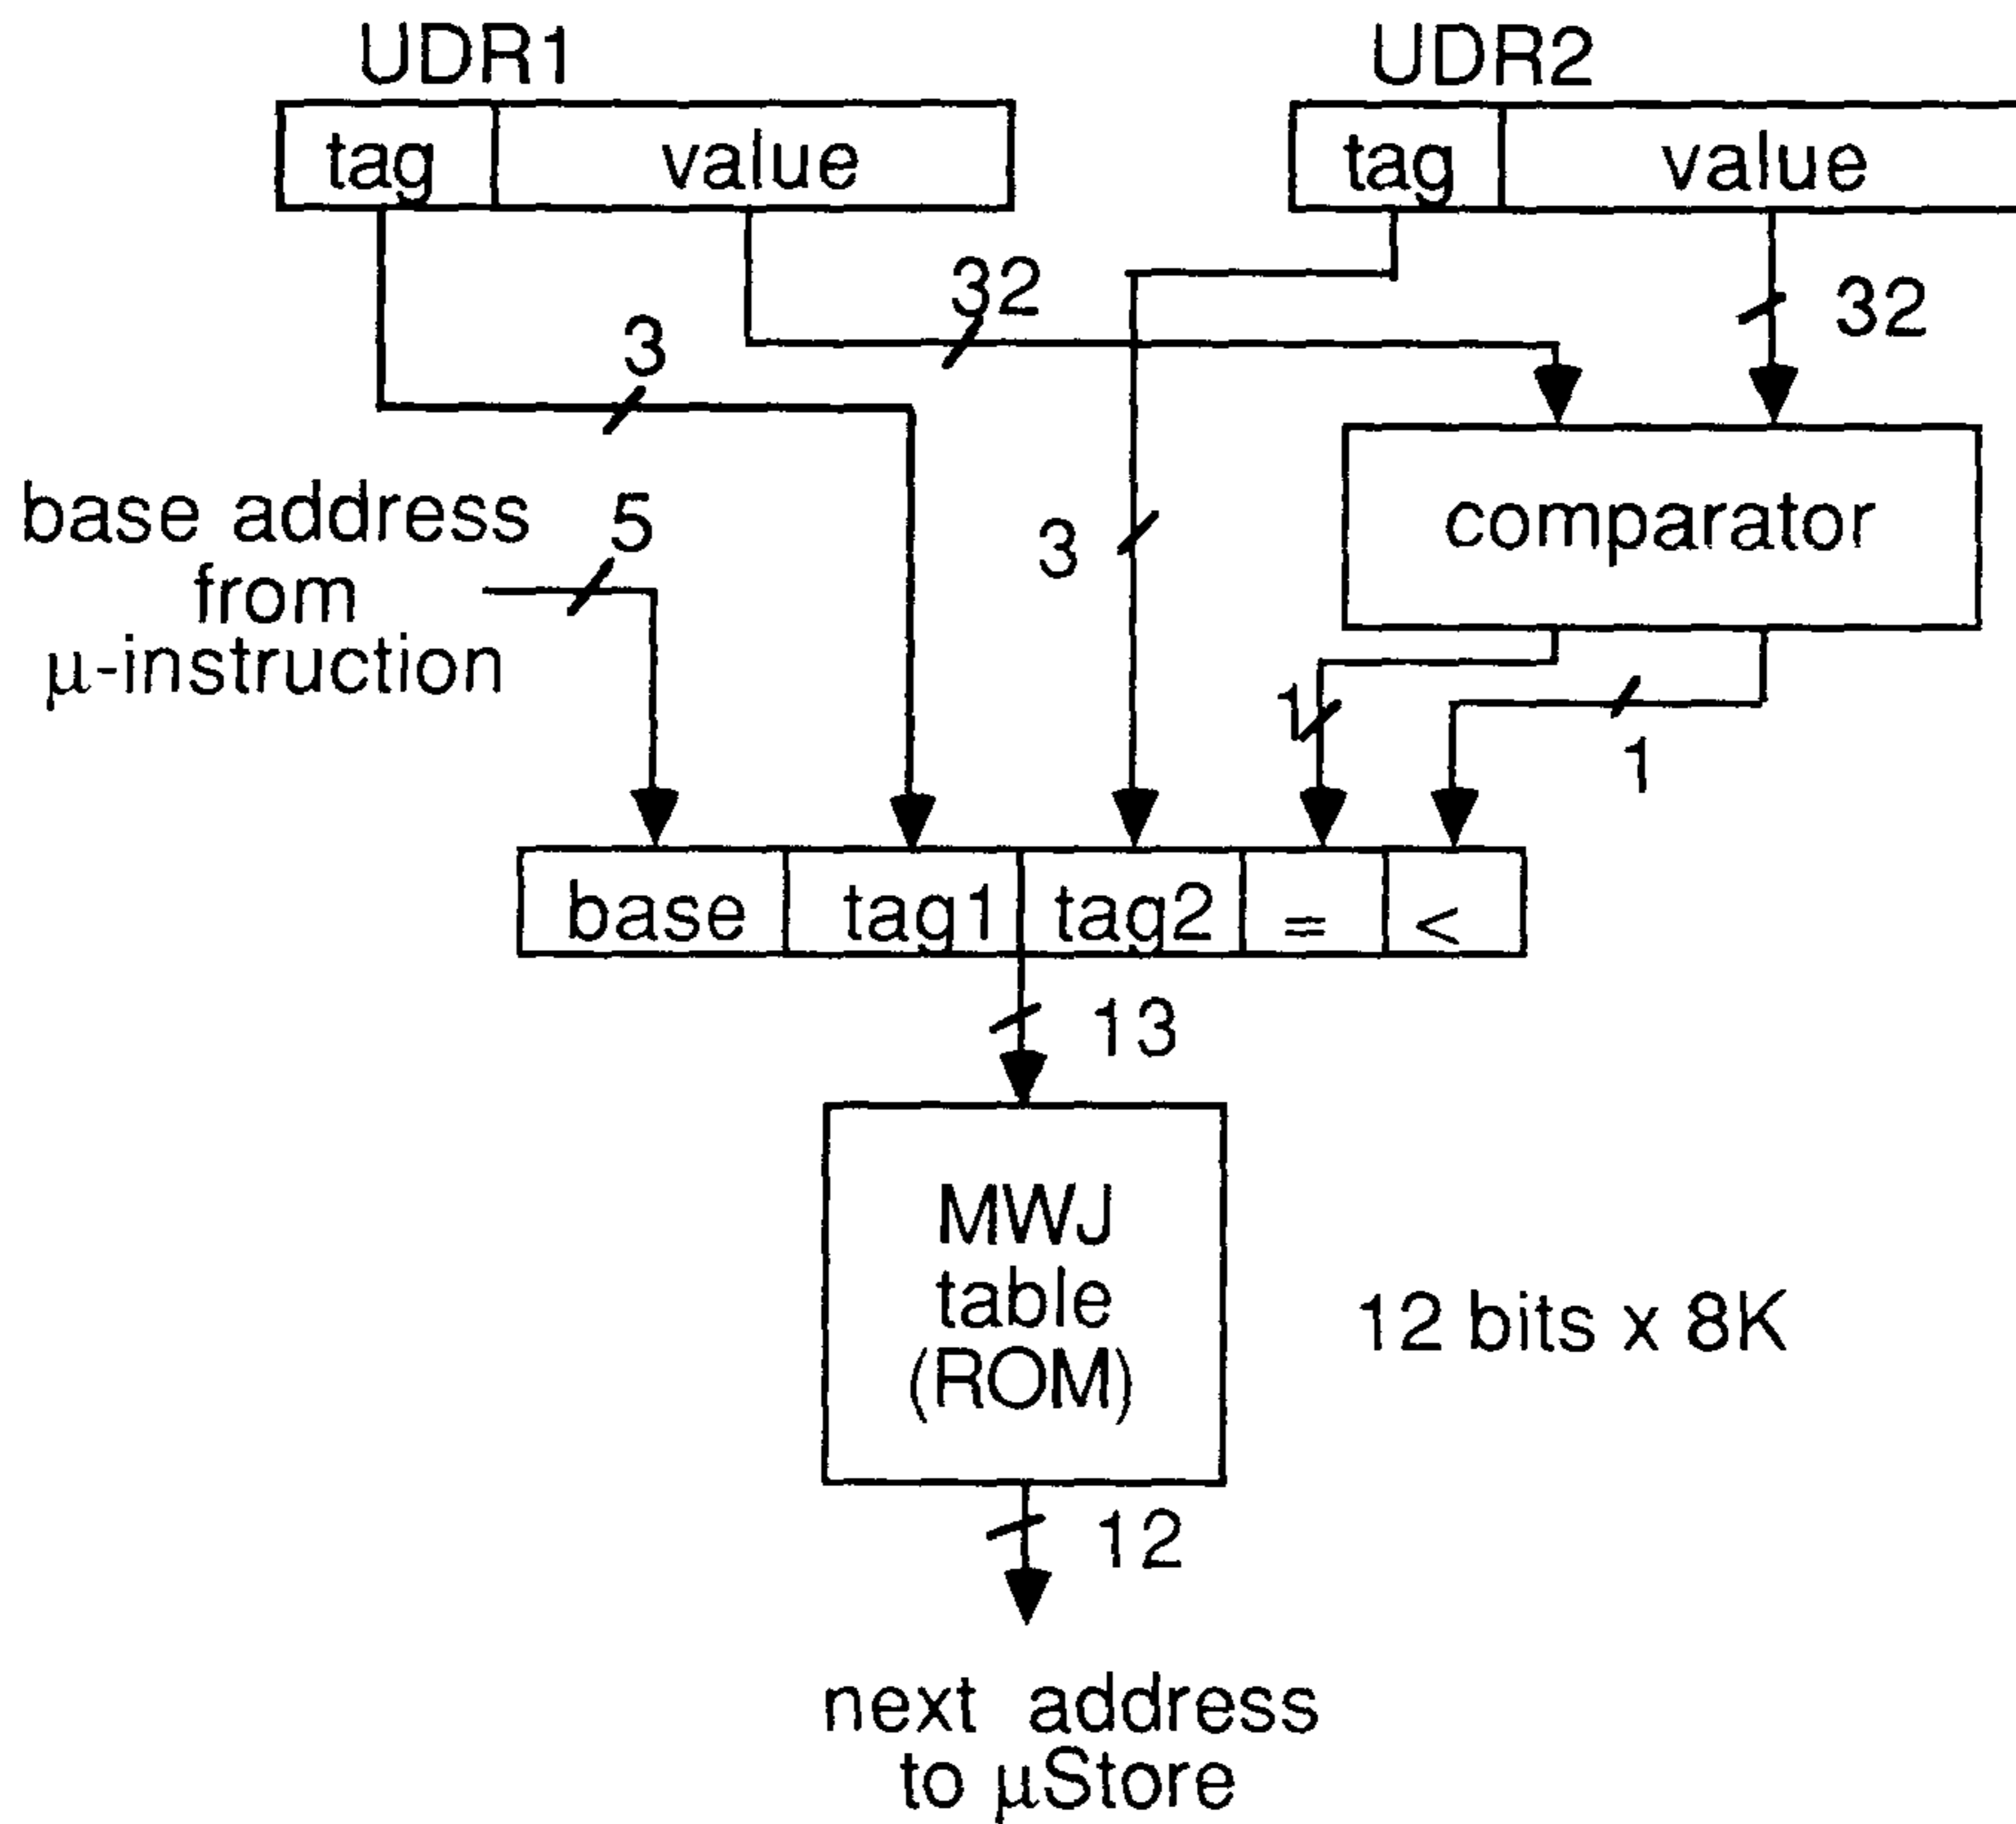 UDR1
UDR2
tag
value
tag
value
32
32
3
base address
from
μ-instruction
5
3
comparator
1
1
base
tag1
tag2
=
<
13
MWJ
table
(ROM)
12 bits x 8K
12
next address
to μStore